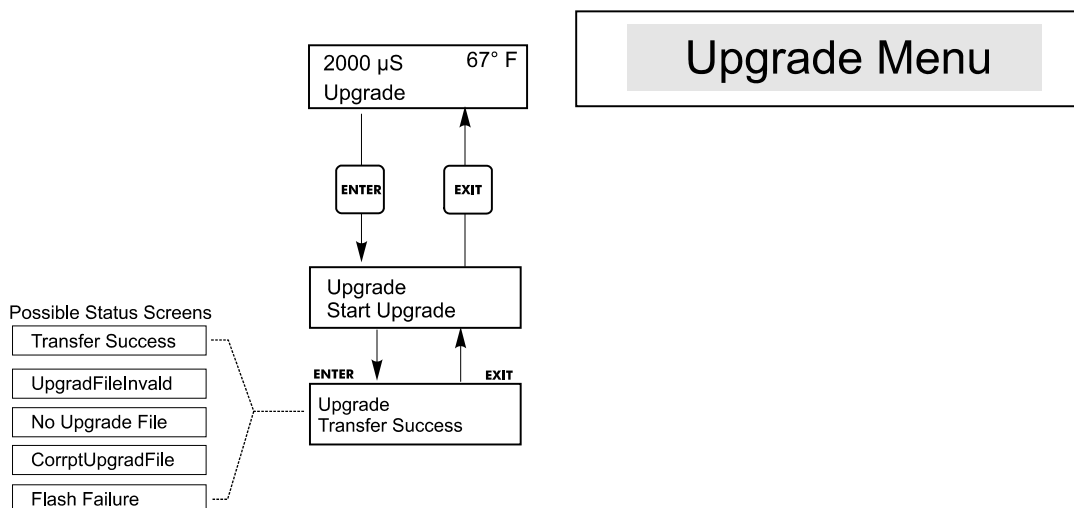 Upgrade Menu
2000 µS 67° F
Upgrade
ENTER EXIT
Upgrade
Start Upgrade
ENTER EXIT
Upgrade
Transfer Success
Possible Status Screens
Transfer Success
UpgradFileInvald
No Upgrade File
CorrptUpgradFile
Flash Failure